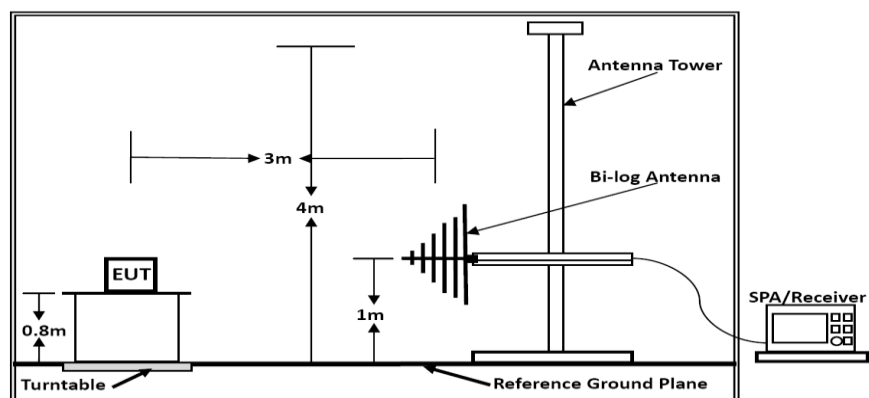 Antenna Tower
3m
Bi-log Antenna
4m
EUT
0.8m
1m
SPA/Receiver
Turntable
Reference Ground Plane